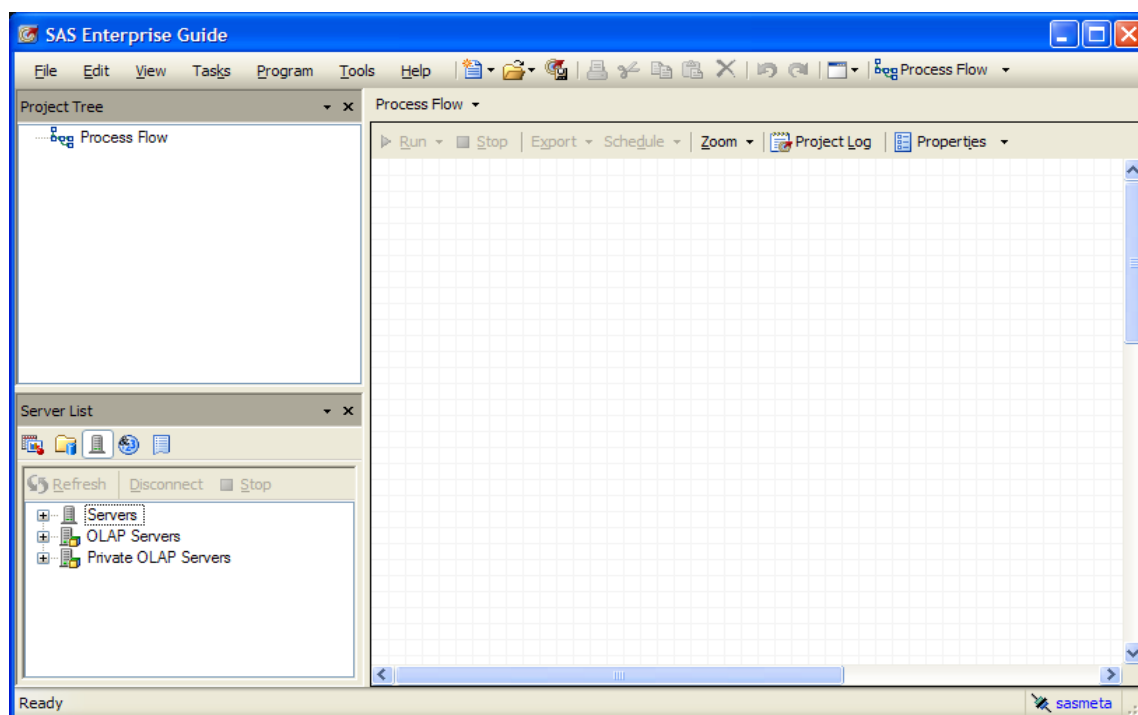 SAS Enterprise Guide
File Edit View Tasks Program Tools Help Process Flow
Project Tree
Process Flow
Process Flow
Run Stop Export Schedule Zoom Project Log Properties
Server List
Refresh Disconnect Stop
Servers
OLAP Servers
Private OLAP Servers
Ready
sasmeta